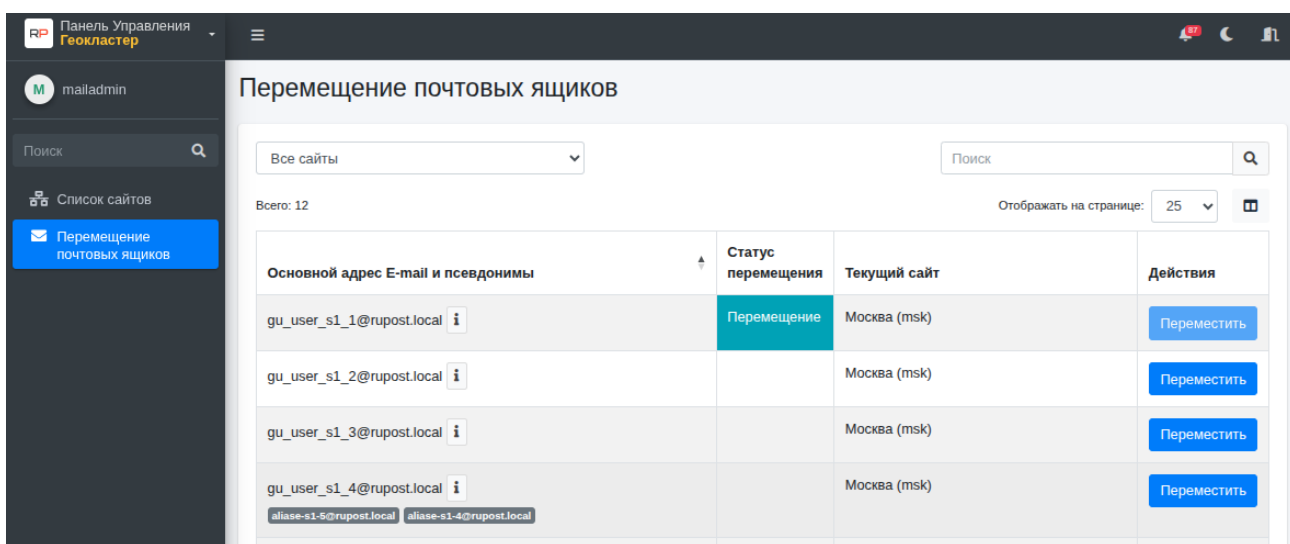 RP
Панель Управления
Геокластер
87
M
mailadmin
Перемещение почтовых ящиков
Поиск
Все сайты
Поиск
Список сайтов
Всего: 12
Отображать на странице:
25
Перемещение
почтовых ящиков
Основной адрес E-mail и псевдонимы
Статус
перемещения
Текущий сайт
Действия
gu_user_s1_1@rupost.local i
Перемещение
Москва (msk)
Переместить
gu_user_s1_2@rupost.local i
Москва (msk)
Переместить
gu_user_s1_3@rupost.local i
Москва (msk)
Переместить
gu_user_s1_4@rupost.local i
Москва (msk)
Переместить
aliase-s1-5@rupost.local aliase-s1-4@rupost.local